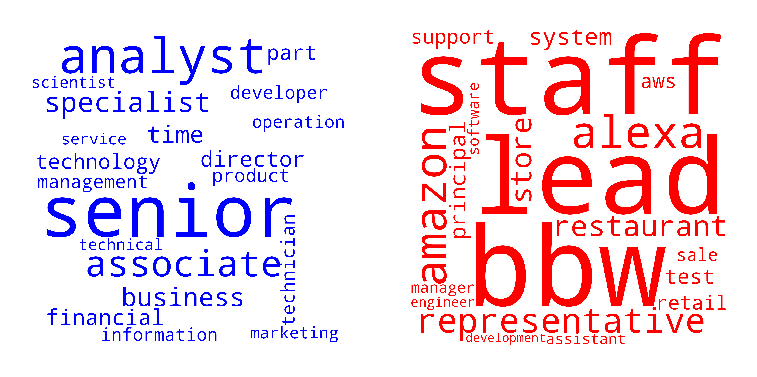 analyst
part
scientist
specialist
developer
operation
service
time
technology
director
management
product
senior
technical
technician
associate
business
financial
information
marketing
support
system
staff
aws
software
alexa
store
principal
amazon
lead
restaurant
bbw
sale
test
manager
engineer
retail
representative
development
assistant